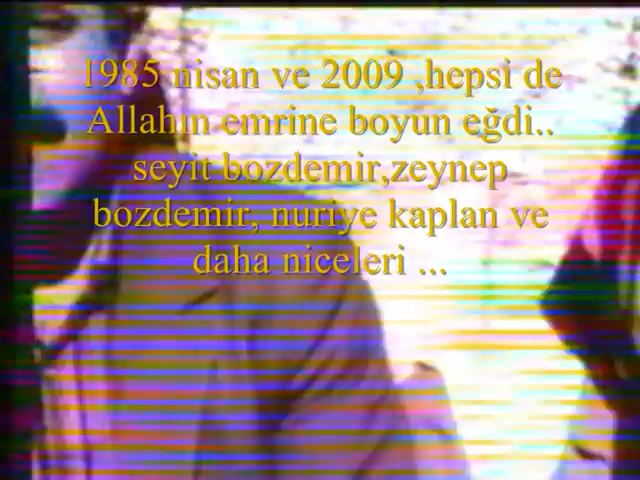 1985 nisan ve 2009 ,hepsi de
Allahın emrine boyun eğdi..
seyit bozdemir,zeynep
bozdemir, nuriye kaplan ve
daha niceleri ...